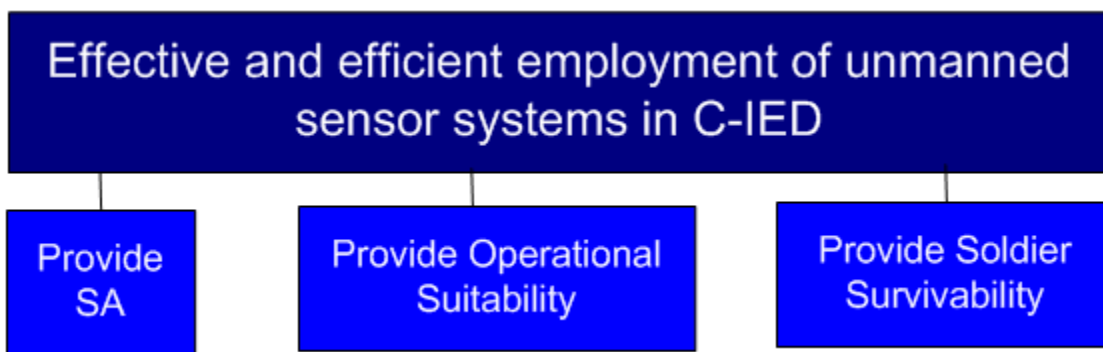 Effective and efficient employment of unmanned
sensor systems in C-IED
Provide
SA
Provide Operational
Suitability
Provide Soldier
Survivability